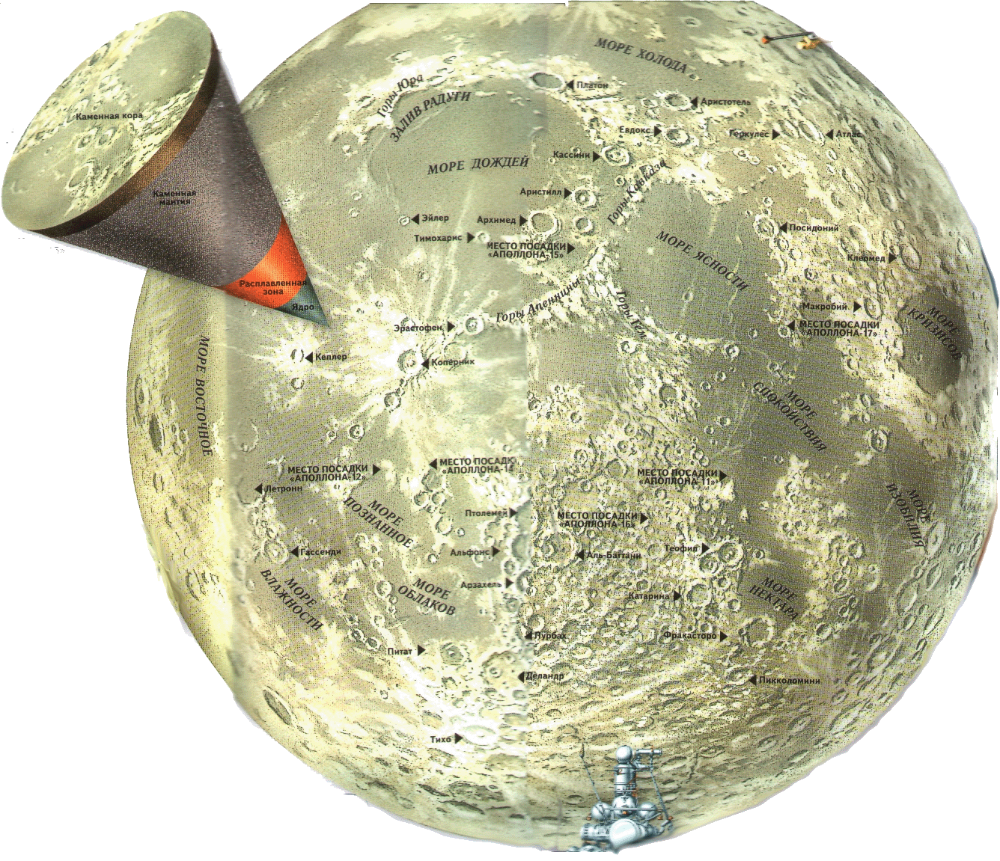 МОРЕ ХОЛОДА
Горы Юра
Платон
ЗАЛИВ РАДУГИ
Аристотель
Каменная кора
Евдокс
Геркулес
Атлас
Кассини
МОРЕ ДОЖДЕЙ
Горы Кавказа
Каменная
мантия
Аристилл
Эйлер
Архимед
Посидоний
Тимохарис
МЕСТО ПОСАДКИ
«АПОЛЛОНА-15»
МОРЕ ЯСНОСТИ
Клеомед
Расплавленная
зона
Ядро
Горы Апеннины
Горы Гем
Макробий
МОРЕ
КРИЗИСОВ
МЕСТО ПОСАДКИ
«АПОЛЛОНА-17»
Эрастофен
Кеплер
Коперник
МОРЕ ВОСТОЧНОЕ
МОРЕ
СПОКОЙСТВИЯ
МЕСТО ПОСАДКИ
«АПОЛЛОНА-12»
МЕСТО ПОСАДК
«АПОЛЛОНА-14
МЕСТО ПОСАДКИ
«АПОЛЛОНА-11»
Летронн
МОРЕ
ПОЗНАННОЕ
Птолемей
МЕСТО ПОСАДКИ
«АПОЛЛОНА-16»
МОРЕ
ИЗОБИЛИЯ
Гассенди
Альфонс
Аль-Баттани
Теофил
МОРЕ
ВЛАЖНОСТИ
МОРЕ
ОБЛАКОВ
Арзахель
Катарина
МОРЕ
НЕКТАРА
Пурбах
Фракасторо
Питат
Деландр
Пикколомини
Тихо